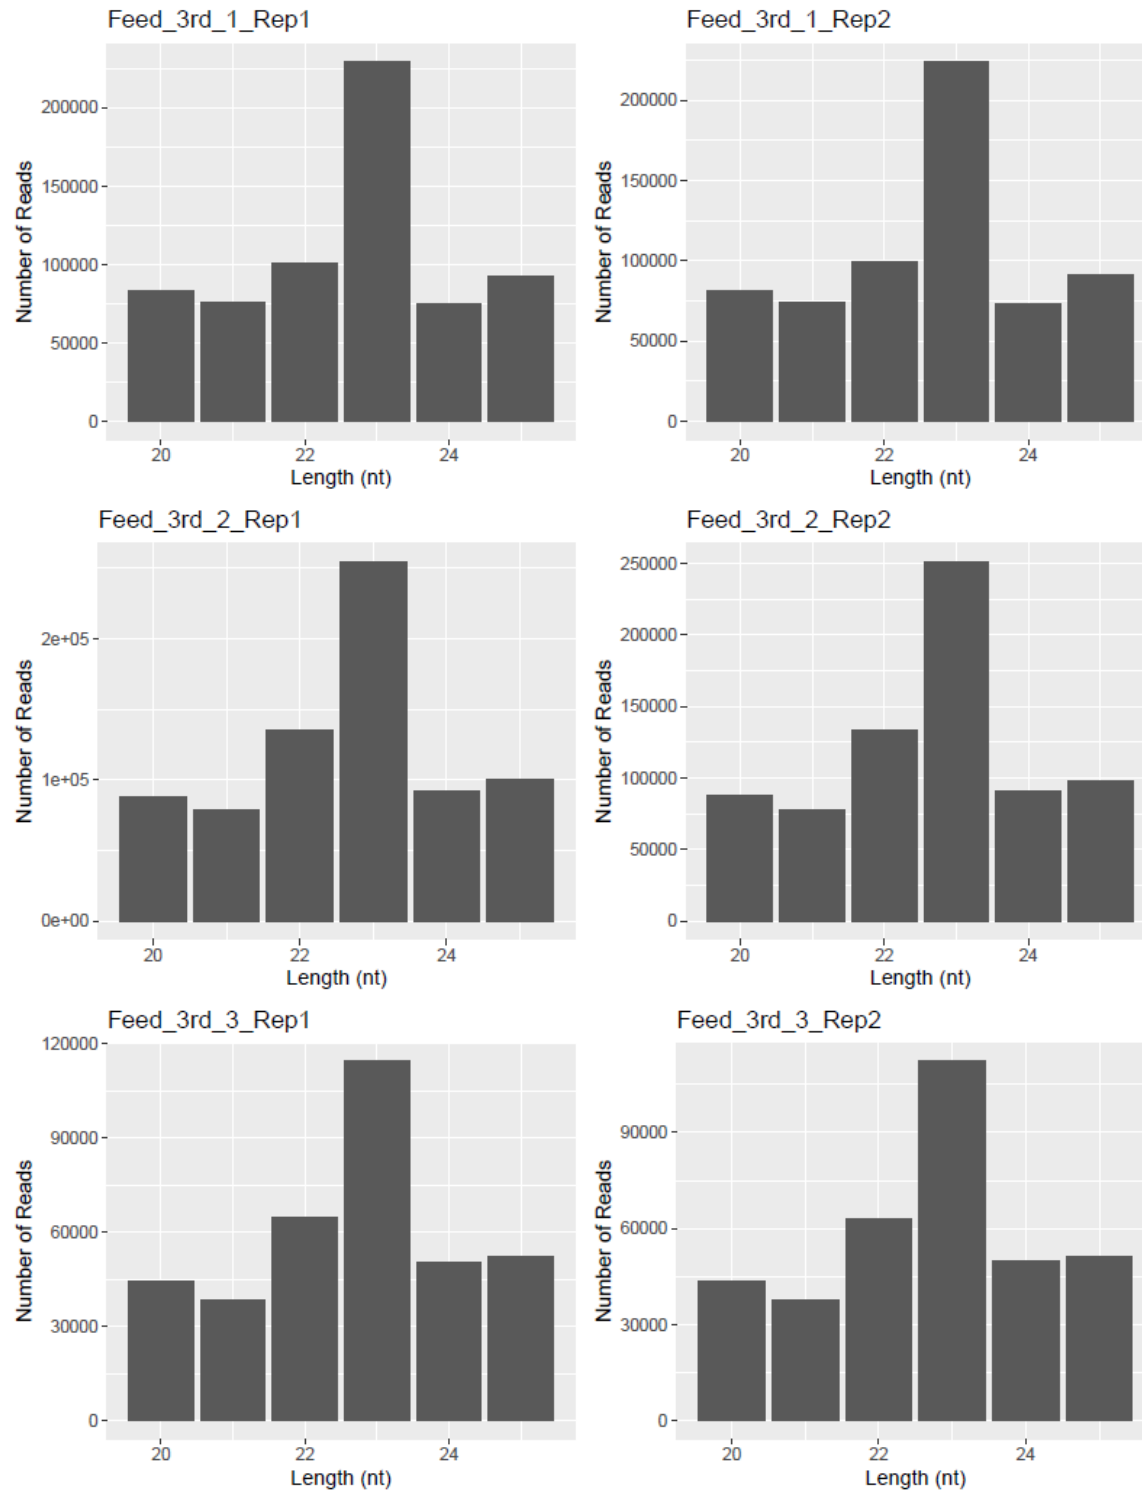 Feed_3rd_1_Rep1
Number of Reads
200000
150000
100000
50000
0
20 22 24
Length (nt)
Feed_3rd_1_Rep2
Number of Reads
200000
150000
100000
50000
0
20 22 24
Length (nt)
Feed_3rd_2_Rep1
Number of Reads
2e+05
1e+05
0e+00
20 22 24
Length (nt)
Feed_3rd_2_Rep2
Number of Reads
250000
200000
150000
100000
50000
0
20 22 24
Length (nt)
Feed_3rd_3_Rep1
Number of Reads
120000
90000
60000
30000
0
20 22 24
Length (nt)
Feed_3rd_3_Rep2
Number of Reads
90000
60000
30000
0
20 22 24
Length (nt)